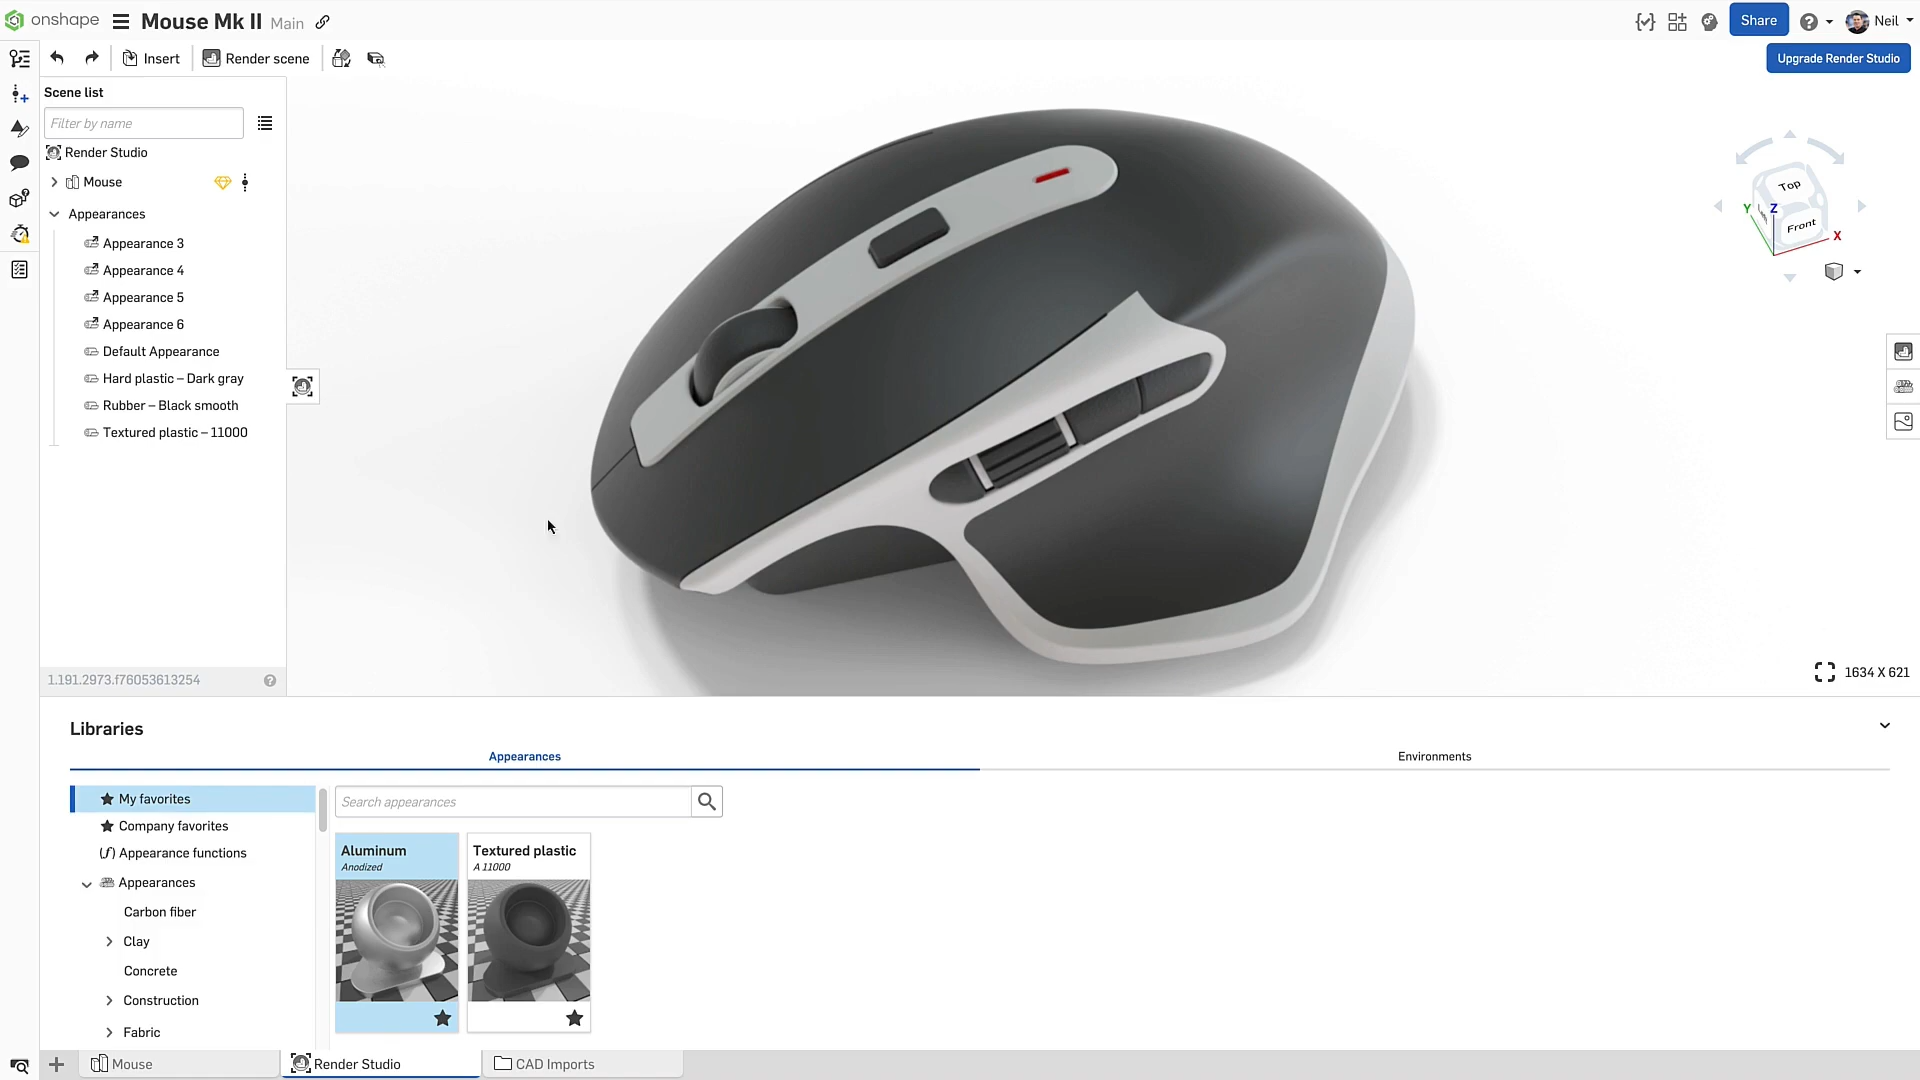 onshape
Mouse Mk II Main
Share
Neil
Insert
Render scene
Upgrade Render Studio
Scene list
Filter by name
Render Studio
Mouse
Appearances
Appearance 3
Appearance 4
Appearance 5
Appearance 6
Default Appearance
Hard plastic – Dark gray
Rubber – Black smooth
Textured plastic – 11000
Top
Front
Y
Z
X
1.191.2973.f76053613254
1634 X 621
Libraries
Appearances
Environments
My favorites
Company favorites
(f) Appearance functions
Appearances
Carbon fiber
Clay
Concrete
Construction
Fabric
Search appearances
Aluminum
Anodized
Textured plastic
A 11000
Mouse
Render Studio
CAD Imports